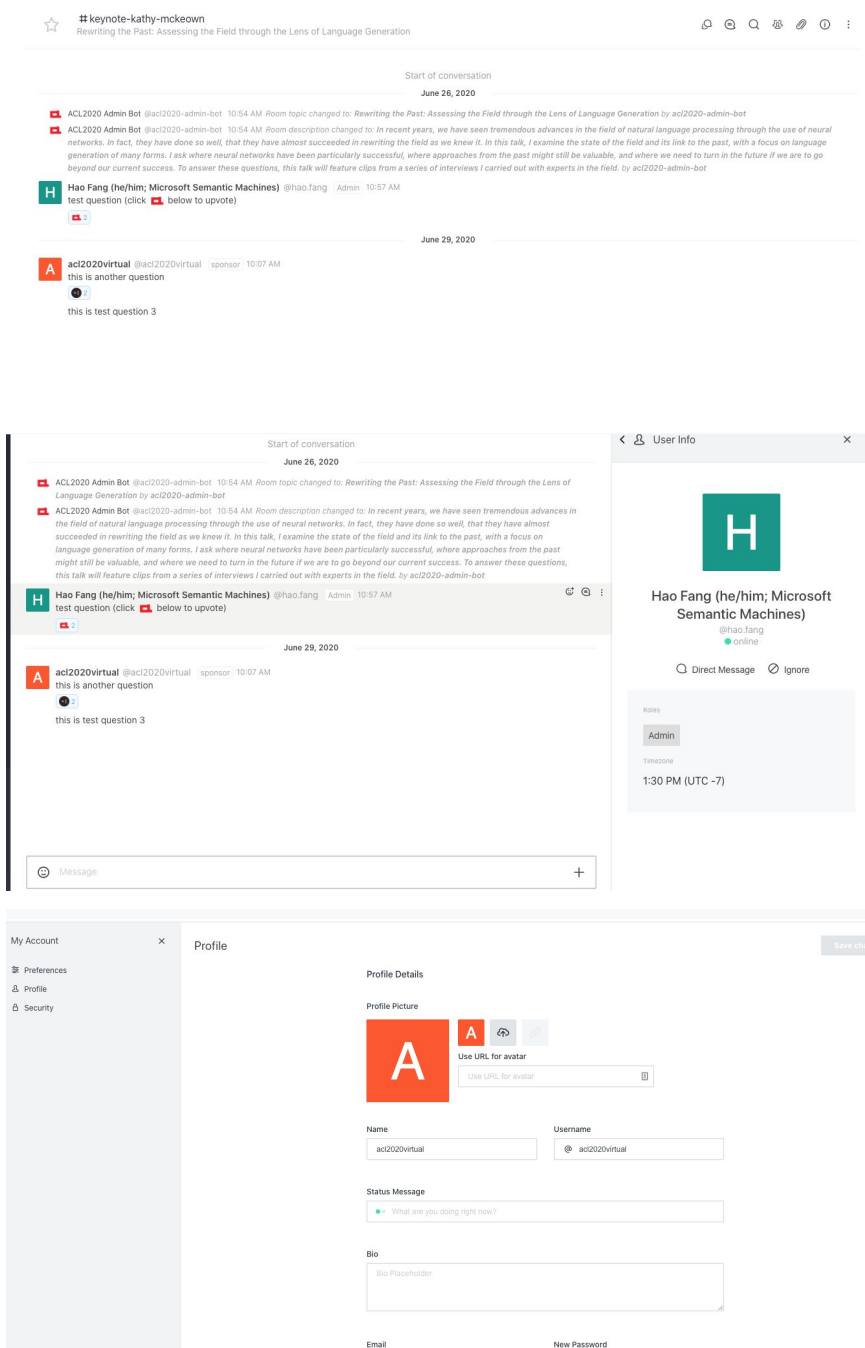 # keynote-kathy-mckeown
Rewriting the Past: Assessing the Field through the Lens of Language Generation
Start of conversation
June 26, 2020
ACL2020 Admin Bot @acl2020-admin-bot 10:54 AM Room topic changed to: Rewriting the Past: Assessing the Field through the Lens of Language Generation by acl2020-admin-bot
ACL2020 Admin Bot @acl2020-admin-bot 10:54 AM Room description changed to: In recent years, we have seen tremendous advances in the field of natural language processing through the use of neural
networks. In fact, they have done so well, that they have almost succeeded in rewriting the field as we knew it. In this talk, I examine the state of the field and its link to the past, with a focus on language
generation of many forms. I ask where neural networks have been particularly successful, where approaches from the past might still be valuable, and where we need to turn in the future if we are to go
beyond our current success. To answer these questions, this talk will feature clips from a series of interviews I carried out with experts in the field. by acl2020-admin-bot
H
Hao Fang (he/him; Microsoft Semantic Machines) @hao.fang Admin 10:57 AM
test question (click below to upvote)
2
June 29, 2020
A
acl2020virtual @acl2020virtual sponsor 10:07 AM
this is another question
+1 2
this is test question 3
Start of conversation
June 26, 2020
ACL2020 Admin Bot @acl2020-admin-bot 10:54 AM Room topic changed to: Rewriting the Past: Assessing the Field through the Lens of
Language Generation by acl2020-admin-bot
ACL2020 Admin Bot @acl2020-admin-bot 10:54 AM Room description changed to: In recent years, we have seen tremendous advances in
the field of natural language processing through the use of neural networks. In fact, they have done so well, that they have almost
succeeded in rewriting the field as we knew it. In this talk, I examine the state of the field and its link to the past, with a focus on
language generation of many forms. I ask where neural networks have been particularly successful, where approaches from the past
might still be valuable, and where we need to turn in the future if we are to go beyond our current success. To answer these questions,
this talk will feature clips from a series of interviews I carried out with experts in the field. by acl2020-admin-bot
H
Hao Fang (he/him; Microsoft Semantic Machines) @hao.fang Admin 10:57 AM
test question (click below to upvote)
2
June 29, 2020
A
acl2020virtual @acl2020virtual sponsor 10:07 AM
this is another question
+1 2
this is test question 3
Message
User Info
H
Hao Fang (he/him; Microsoft
Semantic Machines)
@hao.fang
online
Direct Message Ignore
Roles
Admin
Timezone
1:30 PM (UTC -7)
My Account
Preferences
Profile
Security
Profile
Save ch
Profile Details
Profile Picture
A
A
Use URL for avatar
Use URL for avatar
Name Username
acl2020virtual @ acl2020virtual
Status Message
What are you doing right now?
Bio
Bio Placeholder
Email New Password